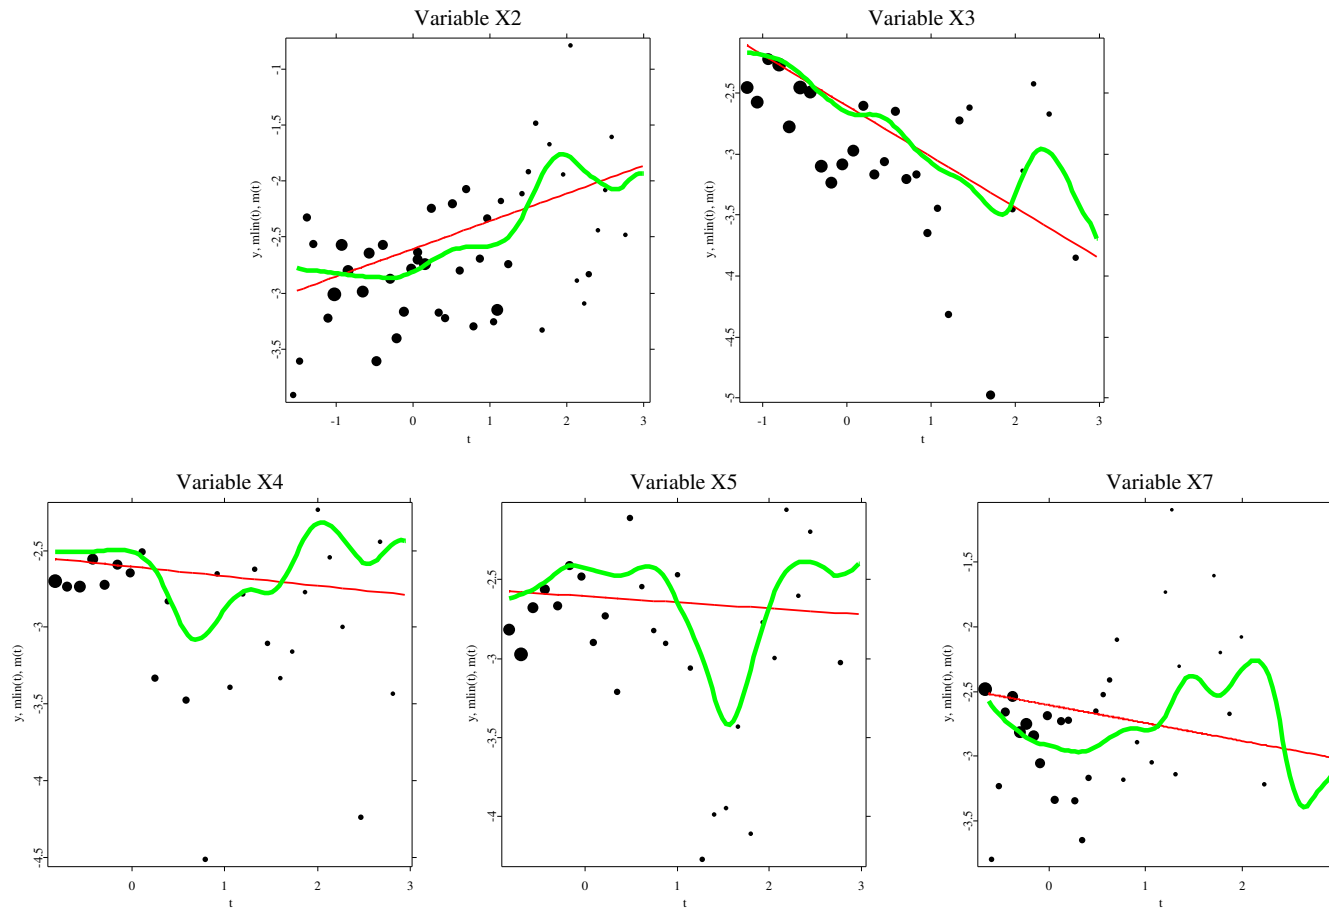 Variable X2
Variable X3
y, mlin(t), m(t)
-1
-1.5
-2
-2.5
-3
-3.5
-1 0 1 2 3
t
y, mlin(t), m(t)
-2.5
-3
-3.5
-4
-4.5
-5
-1 0 1 2 3
t
Variable X4
Variable X5
Variable X7
y, mlin(t), m(t)
-2.5
-3
-3.5
-4
-4.5
0 1 2 3
t
y, mlin(t), m(t)
-2.5
-3
-3.5
-4
0 1 2 3
t
y, mlin(t), m(t)
-1.5
-2
-2.5
-3
-3.5
0 1 2
t